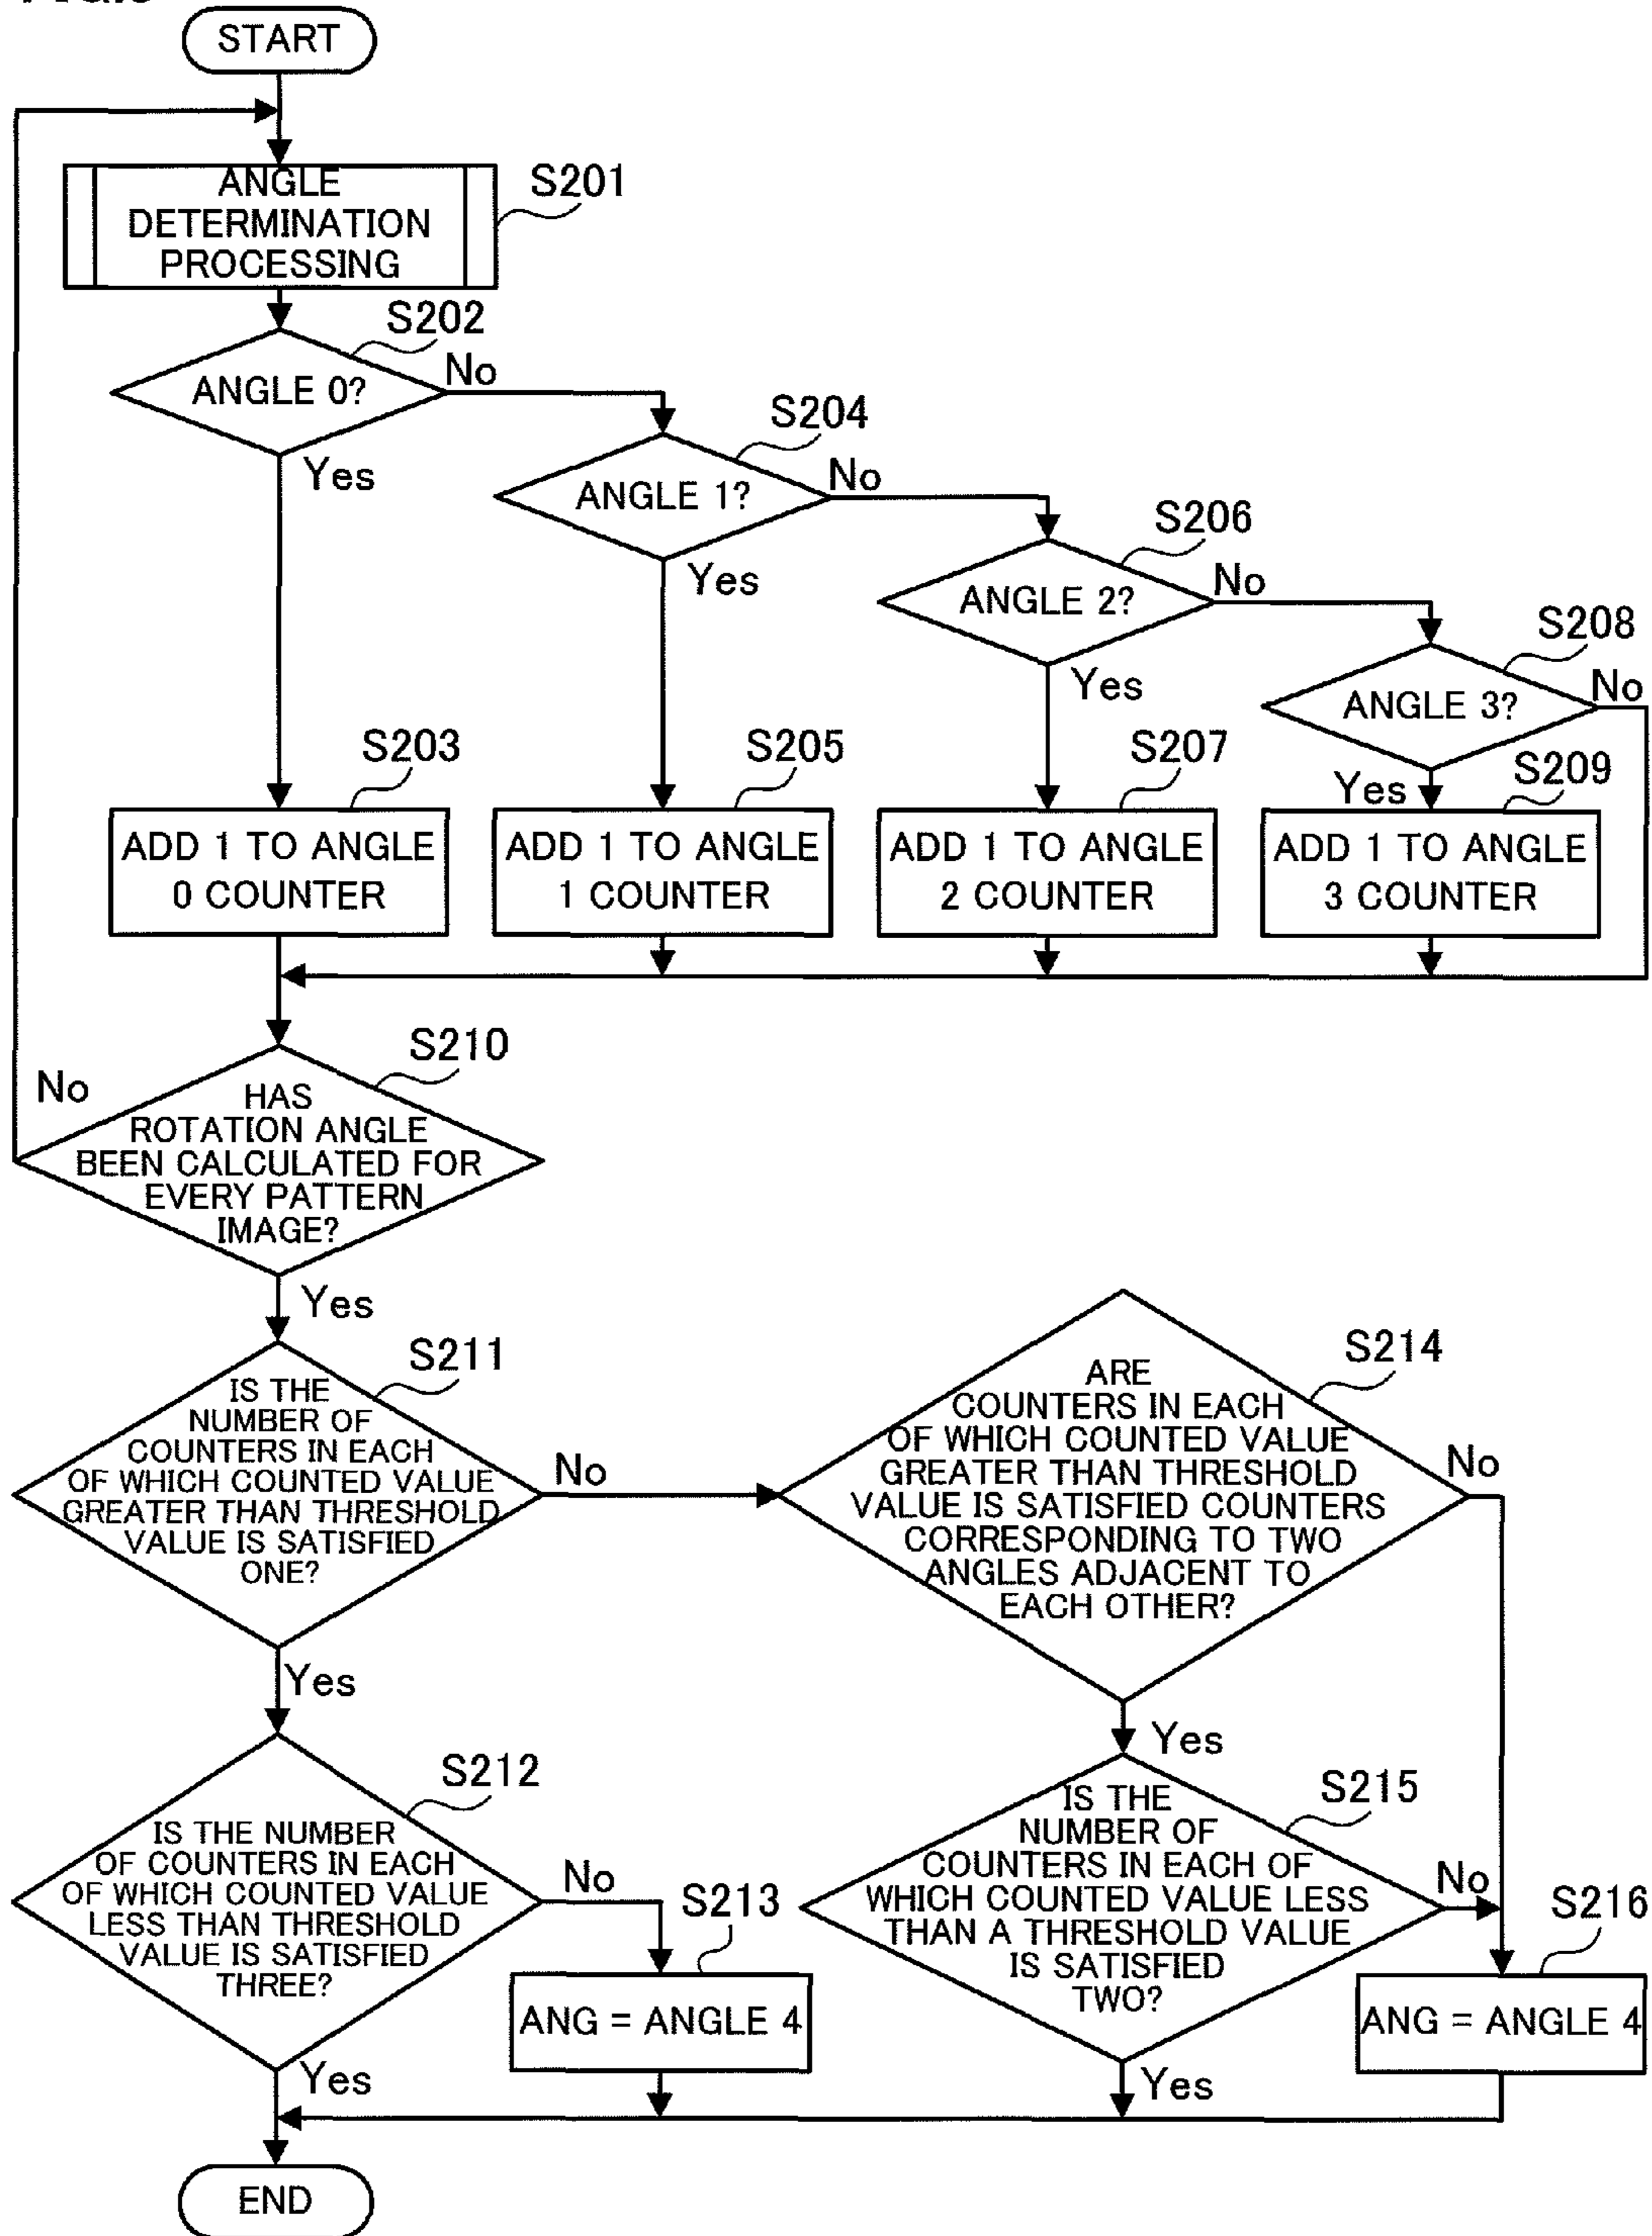 START
ANGLE
DETERMINATION
PROCESSING
S201
S202
ANGLE 0?
No
Yes
S204
ANGLE 1?
No
Yes
S206
ANGLE 2?
No
Yes
S208
ANGLE 3?
No
Yes
S203
ADD 1 TO ANGLE
0 COUNTER
S205
ADD 1 TO ANGLE
1 COUNTER
S207
ADD 1 TO ANGLE
2 COUNTER
S209
ADD 1 TO ANGLE
3 COUNTER
S210
No
HAS
ROTATION ANGLE
BEEN CALCULATED FOR
EVERY PATTERN
IMAGE?
Yes
S211
IS THE
NUMBER OF
COUNTERS IN EACH
OF WHICH COUNTED VALUE
GREATER THAN THRESHOLD
VALUE IS SATISFIED
ONE?
No
Yes
S214
ARE
COUNTERS IN EACH
OF WHICH COUNTED VALUE
GREATER THAN THRESHOLD
VALUE IS SATISFIED COUNTERS
CORRESPONDING TO TWO
ANGLES ADJACENT TO
EACH OTHER?
No
Yes
S212
IS THE NUMBER
OF COUNTERS IN EACH
OF WHICH COUNTED VALUE
LESS THAN THRESHOLD
VALUE IS SATISFIED
THREE?
No
Yes
S213
ANG = ANGLE 4
S215
IS THE
NUMBER OF
COUNTERS IN EACH OF
WHICH COUNTED VALUE LESS
THAN A THRESHOLD VALUE
IS SATISFIED
TWO?
No
Yes
S216
ANG = ANGLE 4
END